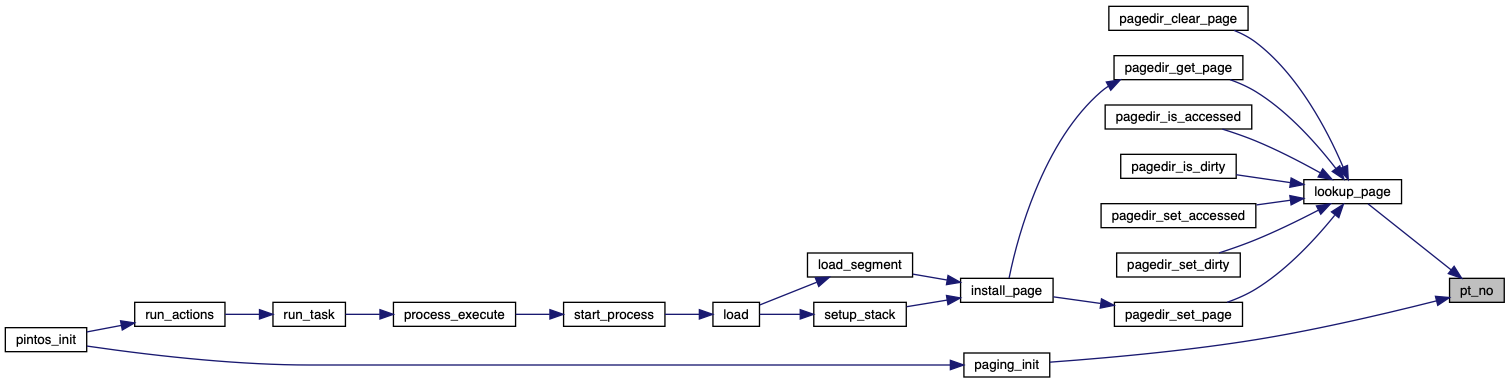 pagedir_clear_page
pagedir_get_page
pagedir_is_accessed
pagedir_is_dirty
lookup_page
pagedir_set_accessed
pagedir_set_dirty
load_segment
install_page
pt_no
run_actions
run_task
process_execute
start_process
load
setup_stack
pagedir_set_page
pintos_init
paging_init